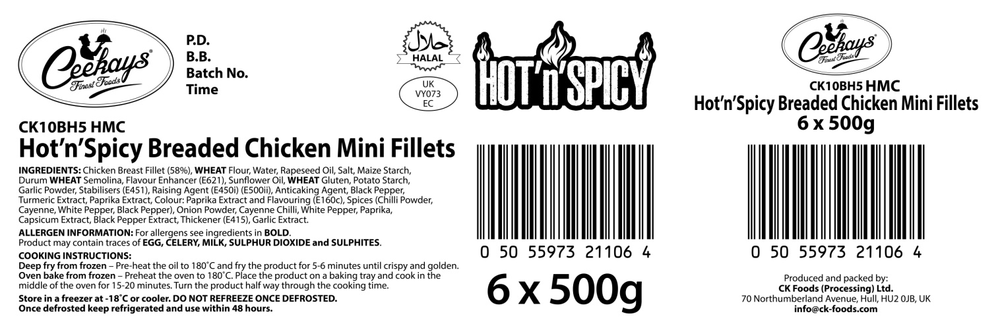 Ceekays®
Finest Foods
P.D.
B.B.
Batch No.
Time
حلال
HALAL
UK
VY073
EC
HOT'n'SPICY
CK10BH5 HMC
Hot’n’Spicy Breaded Chicken Mini Fillets
INGREDIENTS: Chicken Breast Fillet (58%), WHEAT Flour, Water, Rapeseed Oil, Salt, Maize Starch,
Durum WHEAT Semolina, Flavour Enhancer (E621), Sunflower Oil, WHEAT Gluten, Potato Starch,
Garlic Powder, Stabilisers (E451), Raising Agent (E450i) (E500ii), Anticaking Agent, Black Pepper,
Turmeric Extract, Paprika Extract, Colour: Paprika Extract and Flavouring (E160c), Spices (Chilli Powder,
Cayenne, White Pepper, Black Pepper), Onion Powder, Cayenne Chilli, White Pepper, Paprika,
Capsicum Extract, Black Pepper Extract, Thickener (E415), Garlic Extract.
ALLERGEN INFORMATION: For allergens see ingredients in BOLD.
Product may contain traces of EGG, CELERY, MILK, SULPHUR DIOXIDE and SULPHITES.
COOKING INSTRUCTIONS:
Deep fry from frozen – Pre-heat the oil to 180˚C and fry the product for 5-6 minutes until crispy and golden.
Oven bake from frozen – Preheat the oven to 180˚C. Place the product on a baking tray and cook in the
middle of the oven for 15-20 minutes. Turn the product half way through the cooking time.
Store in a freezer at -18˚C or cooler. DO NOT REFREEZE ONCE DEFROSTED.
Once defrosted keep refrigerated and use within 48 hours.
0 50 55973 21106 4
6 x 500g
Ceekays®
Finest Foods
CK10BH5 HMC
Hot’n’Spicy Breaded Chicken Mini Fillets
6 x 500g
0 50 55973 21106 4
Produced and packed by:
CK Foods (Processing) Ltd.
70 Northumberland Avenue, Hull, HU2 0JB, UK
info@ck-foods.com